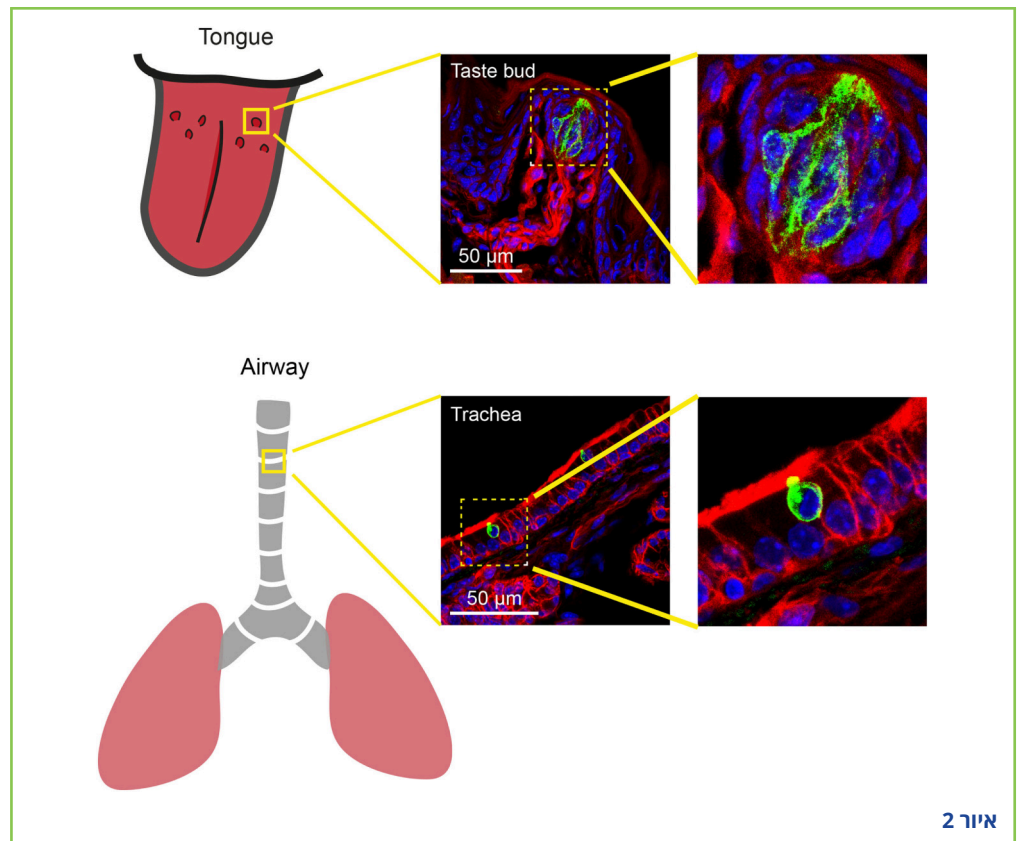 Tongue
Taste bud
50 µm
Airway
Trachea
50 µm
איור 2